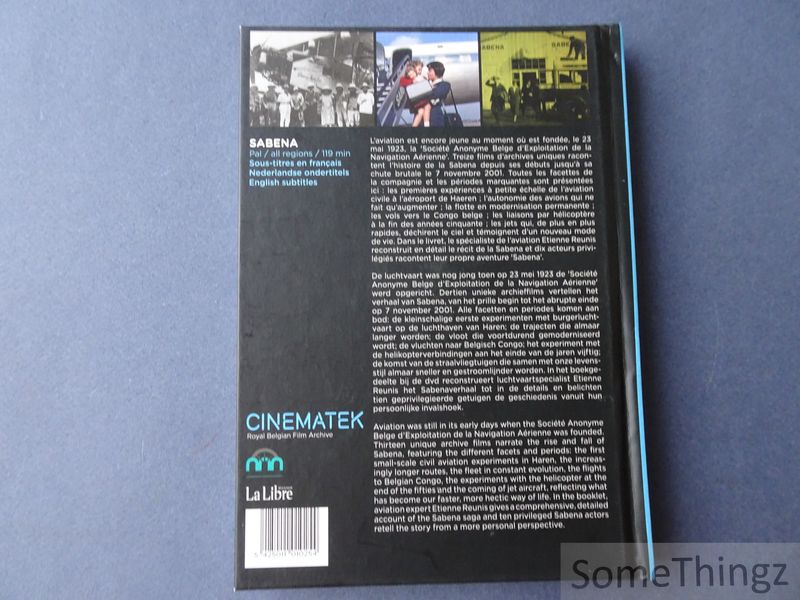 SABENA
SABENA
SABENA
Pal / all regions / 119 min
Sous-titres en français
Nederlandse ondertitels
English subtitles
L'aviation est encore jeune au moment où est fondée, le 23
mai 1923, la 'Société Anonyme Belge d'Exploitation de la
Navigation Aérienne'. Treize films d'archives uniques racon-
tent l'histoire de la Sabena depuis ses débuts jusqu'à sa
chute brutale le 7 novembre 2001. Toutes les facettes de
la compagnie et les périodes marquantes sont présentées
ici : les premières expériences à petite échelle de l'aviation
civile à l'aéroport de Haeren ; l'autonomie des avions qui ne
fait qu'augmenter ; la flotte en modernisation permanente ;
les vols vers le Congo belge ; les liaisons par hélicoptère
à la fin des années cinquante ; les jets qui, de plus en plus
rapides, déchirent le ciel et témoignent d'un nouveau mode
de vie. Dans le livret, le spécialiste de l'aviation Etienne Reunis
reconstruit en détail le récit de la Sabena et dix acteurs privi-
légiés racontent leur propre aventure 'Sabena'.
De luchtvaart was nog jong toen op 23 mei 1923 de 'Société
Anonyme Belge d'Exploitation de la Navigation Aérienne'
werd opgericht. Dertien unieke archieffilms vertellen het
verhaal van Sabena, van het prille begin tot het abrupte einde
op 7 november 2001. Alle facetten en periodes komen aan
bod: de kleinschalige eerste experimenten met burgerlucht-
vaart op de luchthaven van Haren; de trajecten die almaar
langer worden; de vloot die voortdurend gemoderniseerd
wordt; de vluchten naar Belgisch Congo; het experiment met
de helikopterverbindingen aan het einde van de jaren vijftig;
de komst van de straalvliegtuigen die samen met onze levens-
stijl almaar sneller en gestroomlijnder worden. In het boekge-
deelte bij de dvd reconstrueert luchtvaartspecialist Etienne
Reunis het Sabenaverhaal tot in de details en belichten
tien geprivilegieerde getuigen de geschiedenis vanuit hun
persoonlijke invalshoek.
Aviation was still in its early days when the Société Anonyme
Belge d'Exploitation de la Navigation Aérienne was founded.
Thirteen unique archive films narrate the rise and fall of
Sabena, featuring the different facets and periods: the first
small-scale civil aviation experiments in Haren, the increas-
ingly longer routes, the fleet in constant evolution, the flights
to Belgian Congo, the experiments with the helicopter at the
end of the fifties and the coming of jet aircraft, reflecting what
has become our faster, more hectic way of life. In the booklet,
aviation expert Etienne Reunis gives a comprehensive, detailed
account of the Sabena saga and ten privileged Sabena actors
retell the story from a more personal perspective.
CINEMATEK
Royal Belgian Film Archive
La Libre
5 425011 010254
SomeThingz